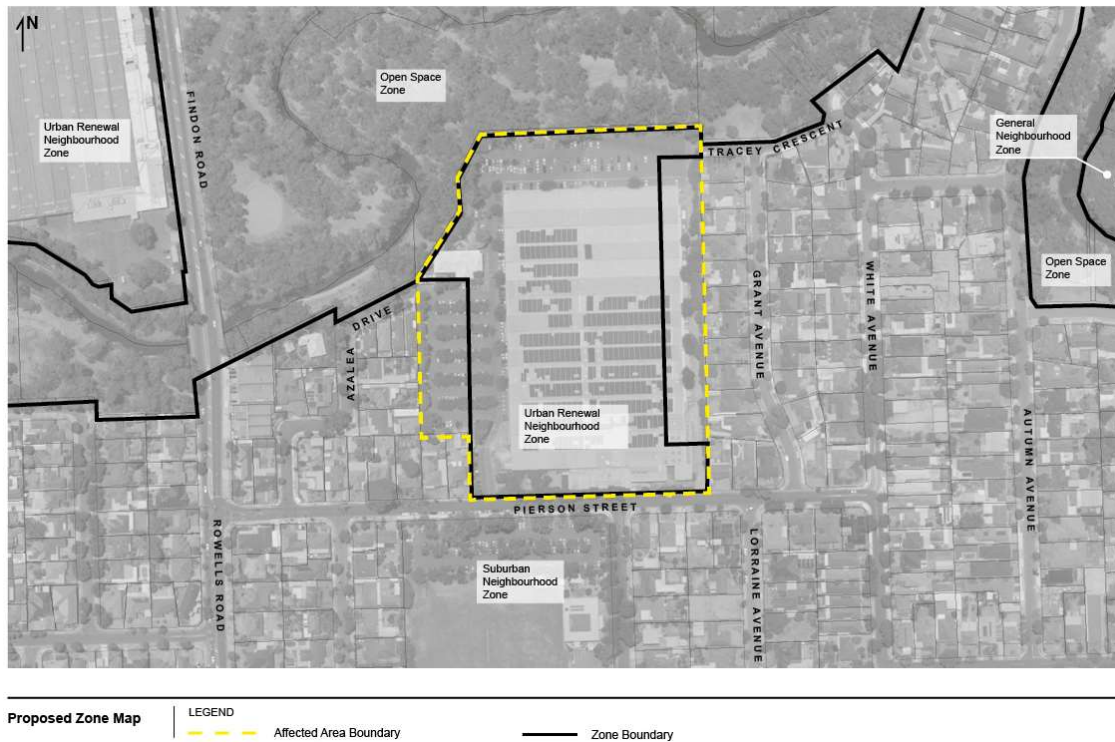 N
Open Space
Zone
Urban Renewal
Neighbourhood
Zone
FINDON ROAD
General
Neighbourhood
Zone
TRACEY CRESCENT
Open Space
Zone
AZALEA DRIVE
GRANT AVENUE
WHITE AVENUE
Urban Renewal
Neighbourhood
Zone
AUTUMN AVENUE
PIERSON STREET
ROWELLS ROAD
Suburban
Neighbourhood
Zone
LORRAINE AVENUE
Proposed Zone Map
LEGEND
Affected Area Boundary
Zone Boundary